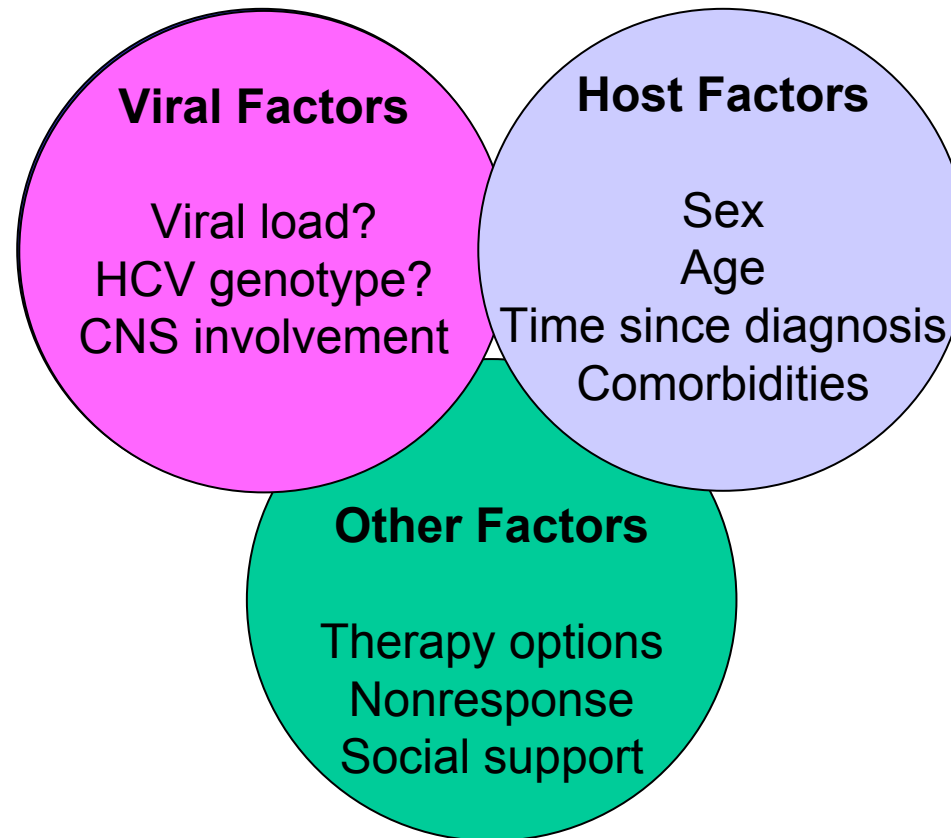 Viral Factors
Viral load?
HCV genotype?
CNS involvement
Host Factors
Sex
Age
Time since diagnosis
Comorbidities
Other Factors
Therapy options
Nonresponse
Social support